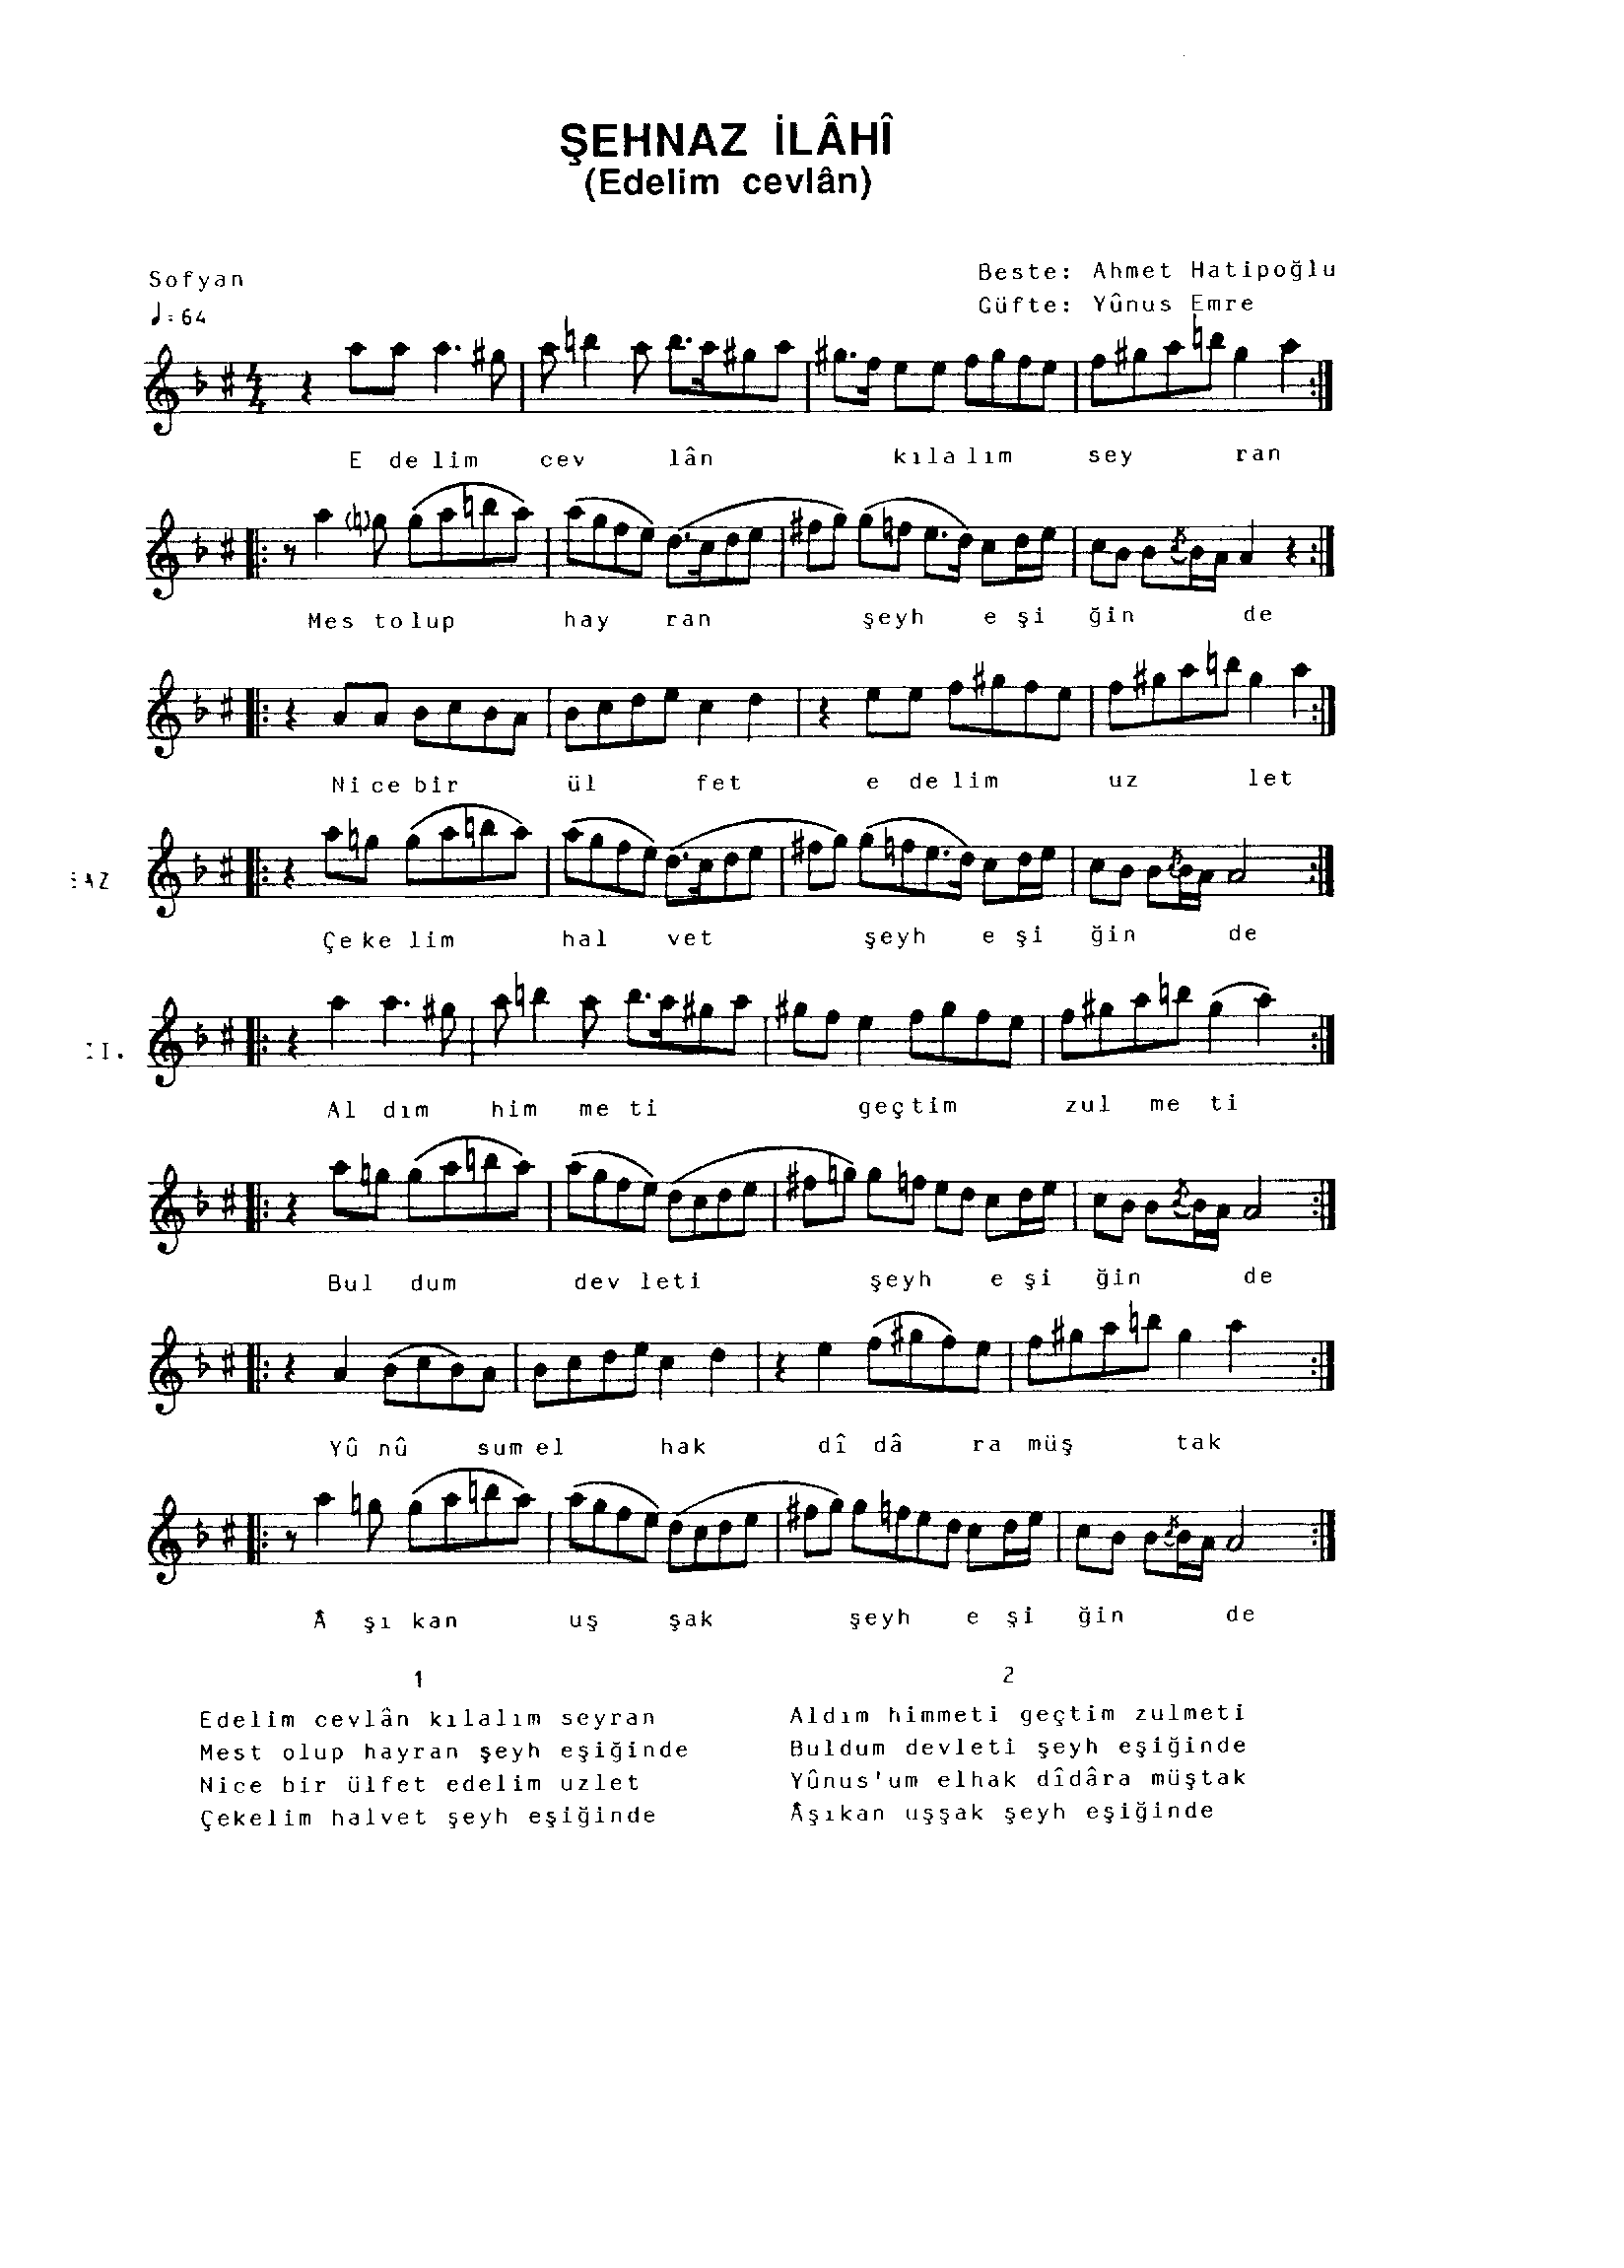 ŞEHNAZ İLÂHÎ
(Edelim cevlân)
Sofyan
Beste: Ahmet Hatipoğlu
Güfte: Yûnus Emre
♩=64
4/4
E de lim cev lân kıla lım sey ran
Mes to lup hay ran şeyh e şi ğin de
Ni ce bir ül fet e de lim uz let
Çe ke lim hal vet şeyh e şi ğin de
Al dım him me ti geçtim zul me ti
Bul dum dev leti şeyh e şi ğin de
Yû nû sum el hak dî dâ ra müş tak
 şı kan uş şak şeyh e şi ğin de
1
Edelim cevlân kılalım seyran
Mest olup hayran şeyh eşiğinde
Nice bir ülfet edelim uzlet
Çekelim halvet şeyh eşiğinde
2
Aldım himmeti geçtim zulmeti
Buldum devleti şeyh eşiğinde
Yûnus'um elhak dîdâra müştak
Âşıkan uşşak şeyh eşiğinde